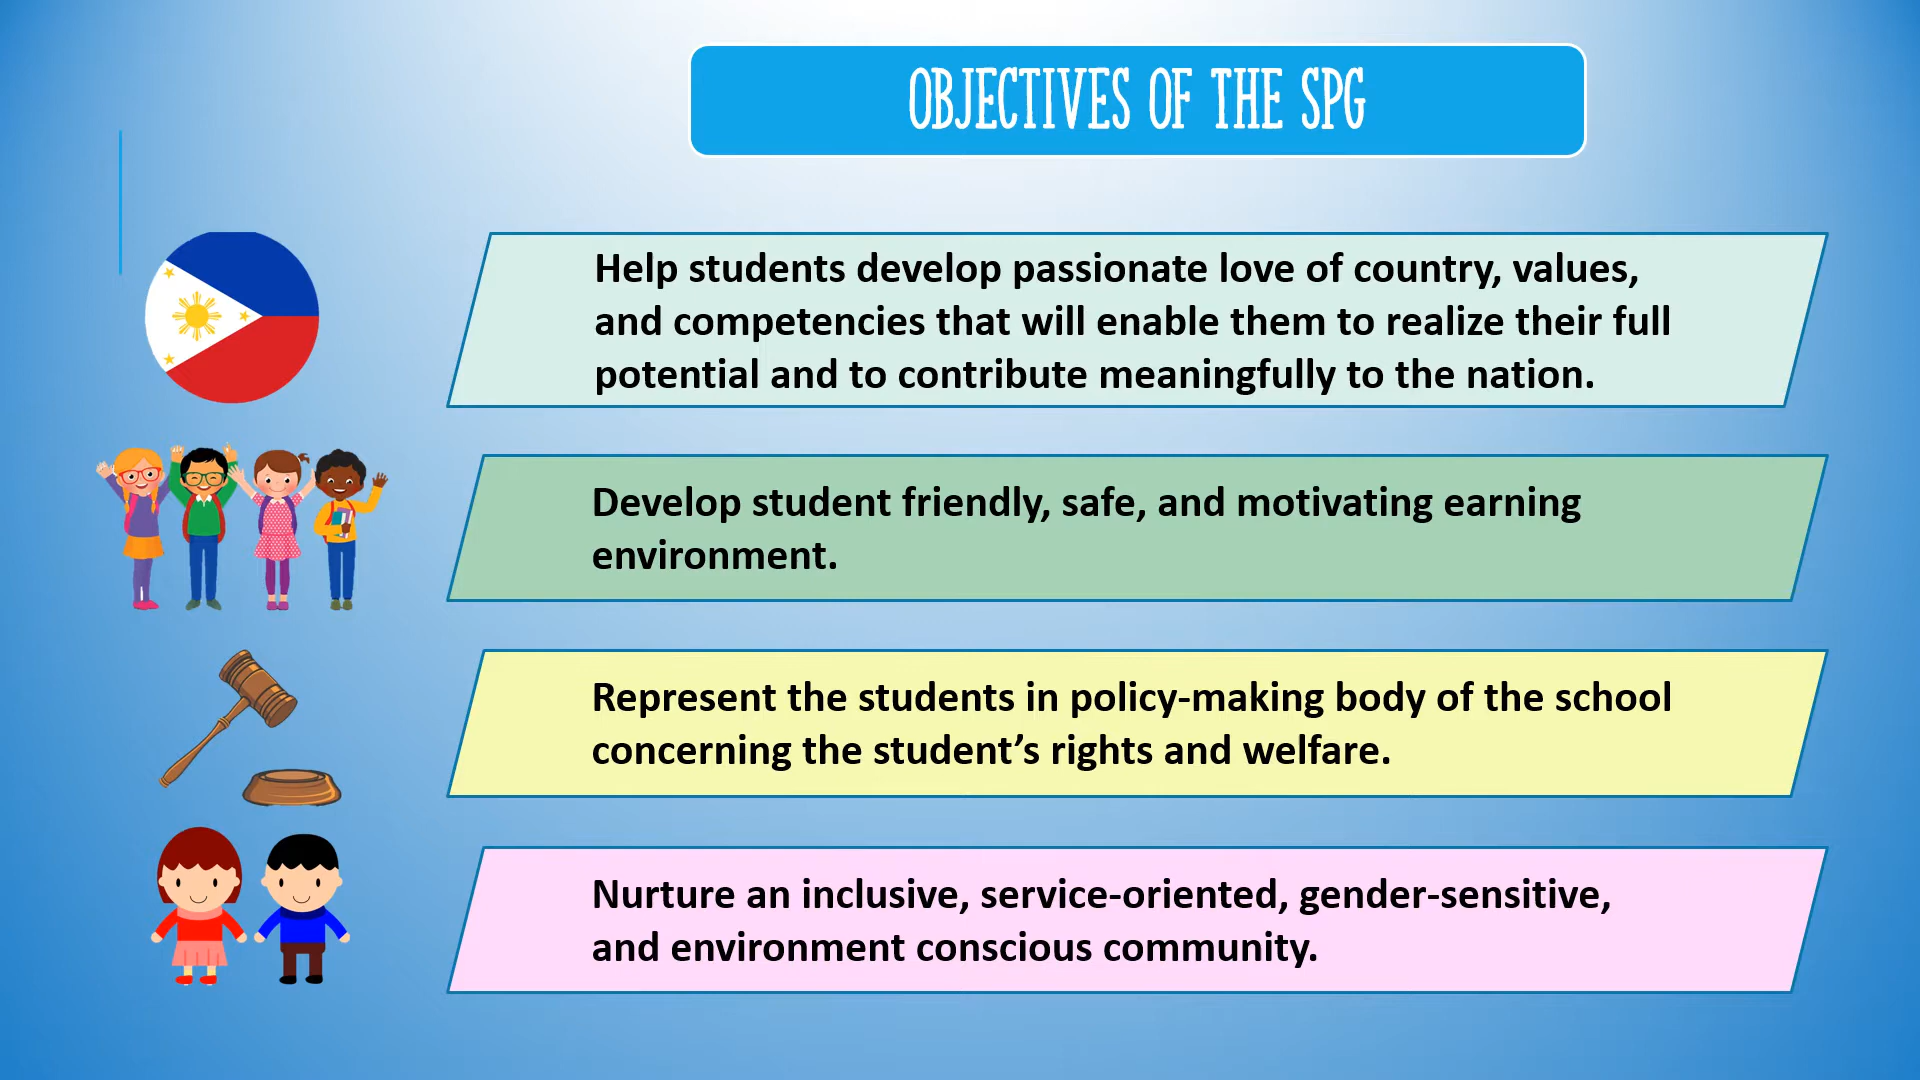 OBJECTIVES OF THE SPG
Help students develop passionate love of country, values,
and competencies that will enable them to realize their full
potential and to contribute meaningfully to the nation.
Develop student friendly, safe, and motivating earning
environment.
Represent the students in policy-making body of the school
concerning the student’s rights and welfare.
Nurture an inclusive, service-oriented, gender-sensitive,
and environment conscious community.